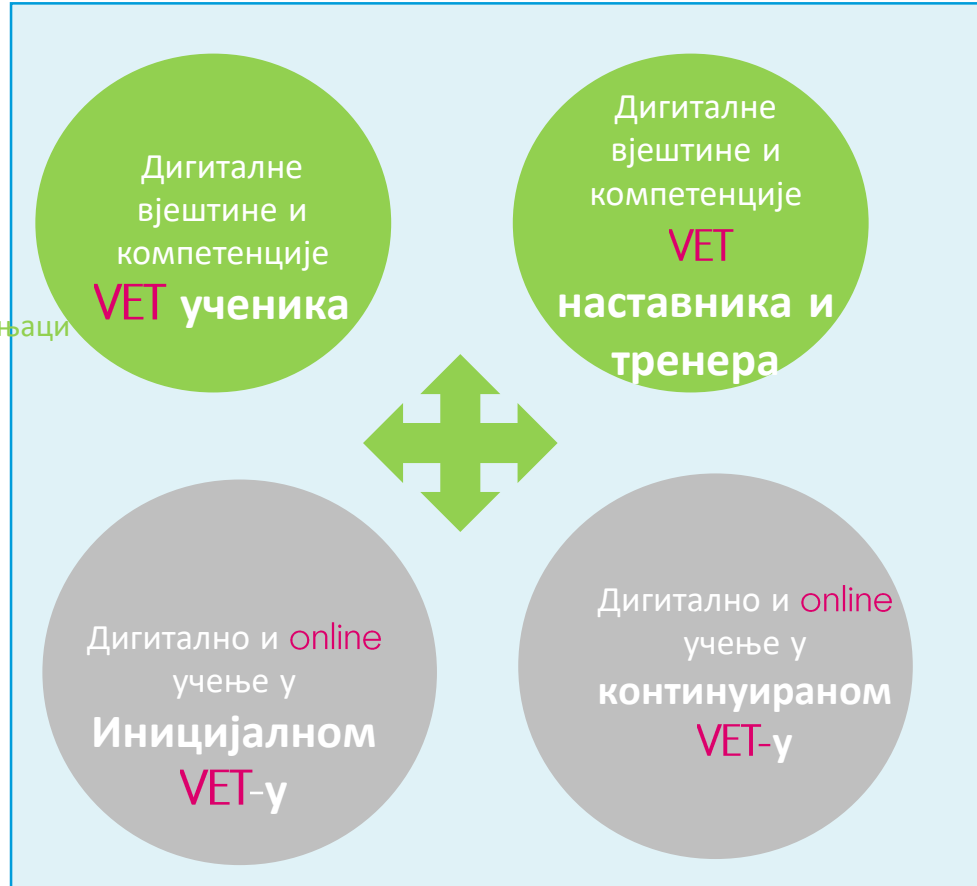 Дигиталне
вјештине и
компетенције
VET ученика
Дигиталне
вјештине и
компетенције
VET
наставника и
тренера
Дигитално и online
учење у
Иницијалном
VET-у
Дигитално и online
учење у
континуираном
VET-у